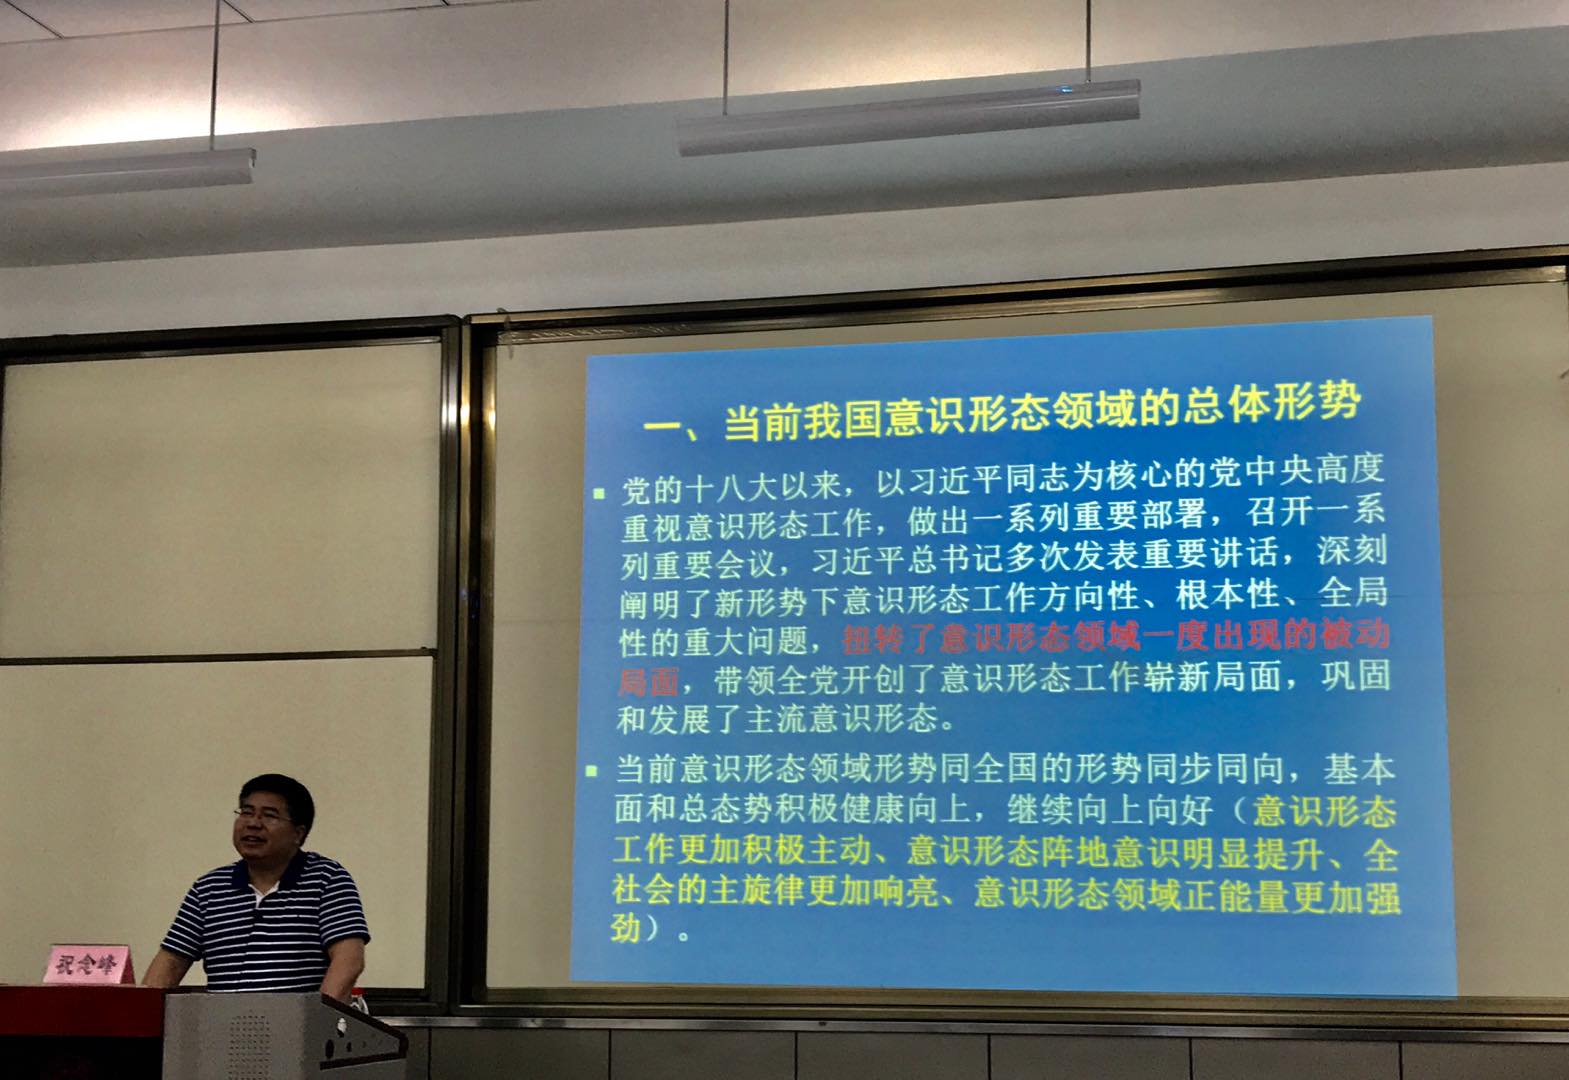 一、当前我国意识形态领域的总体形势
党的十八大以来，以习近平同志为核心的党中央高度
重视意识形态工作，做出一系列重要部署，召开一系
列重要会议，习近平总书记多次发表重要讲话，深刻
阐明了新形势下意识形态工作方向性、根本性、全局
性的重大问题，扭转了意识形态领域一度出现的被动
局面，带领全党开创了意识形态工作崭新局面，巩固
和发展了主流意识形态。
当前意识形态领域形势同全国的形势同步同向，基本
面和总态势积极健康向上，继续向上向好（意识形态
工作更加积极主动、意识形态阵地意识明显提升、全
社会的主旋律更加响亮、意识形态领域正能量更加强
劲）。
祝念峰